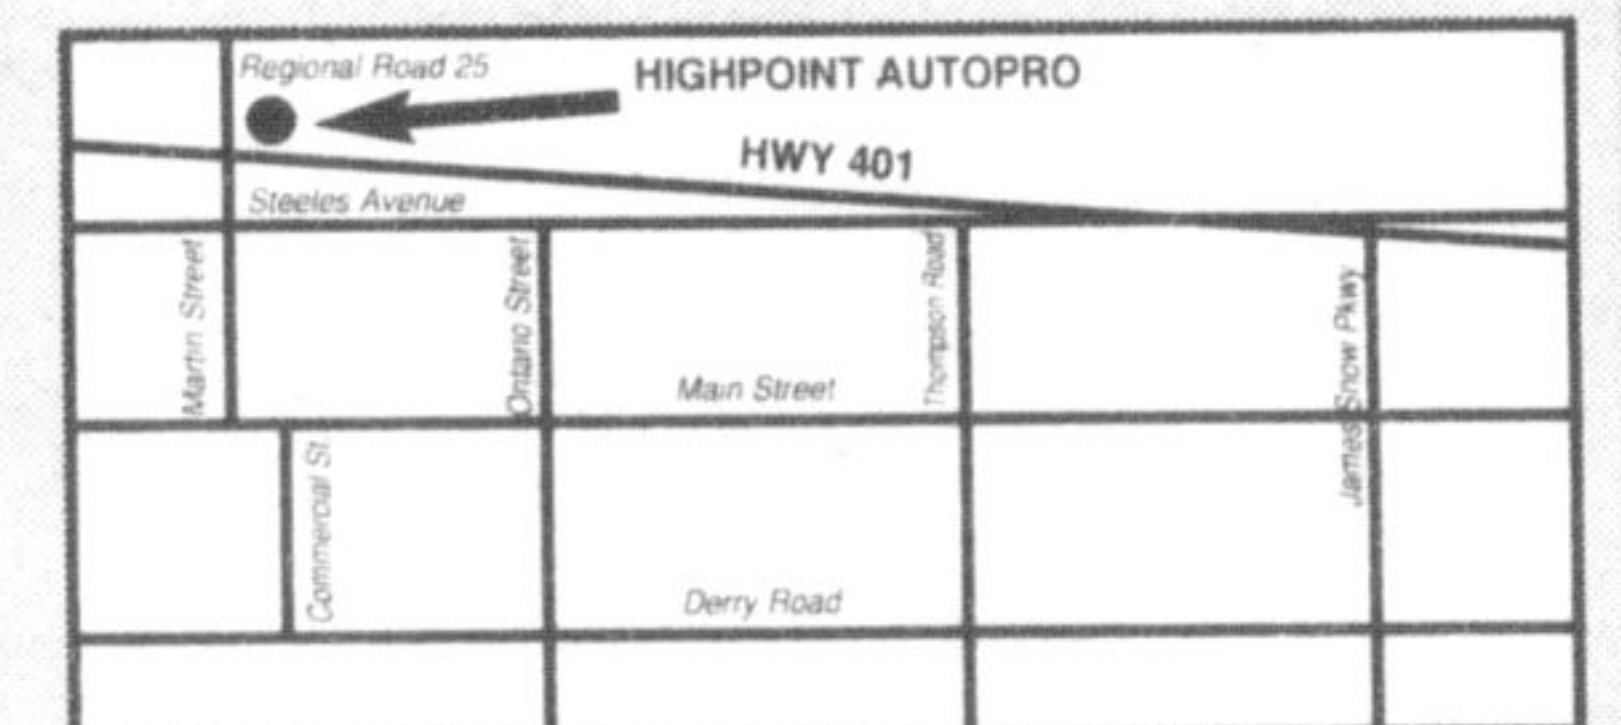 Regional Road 25
HIGHPOINT AUTOPRO
HWY 401
Steeles Avenue
Martin Street
Ontario Street
Thompson Road
James Snow Pkwy
Main Street
Commercial St.
Derry Road